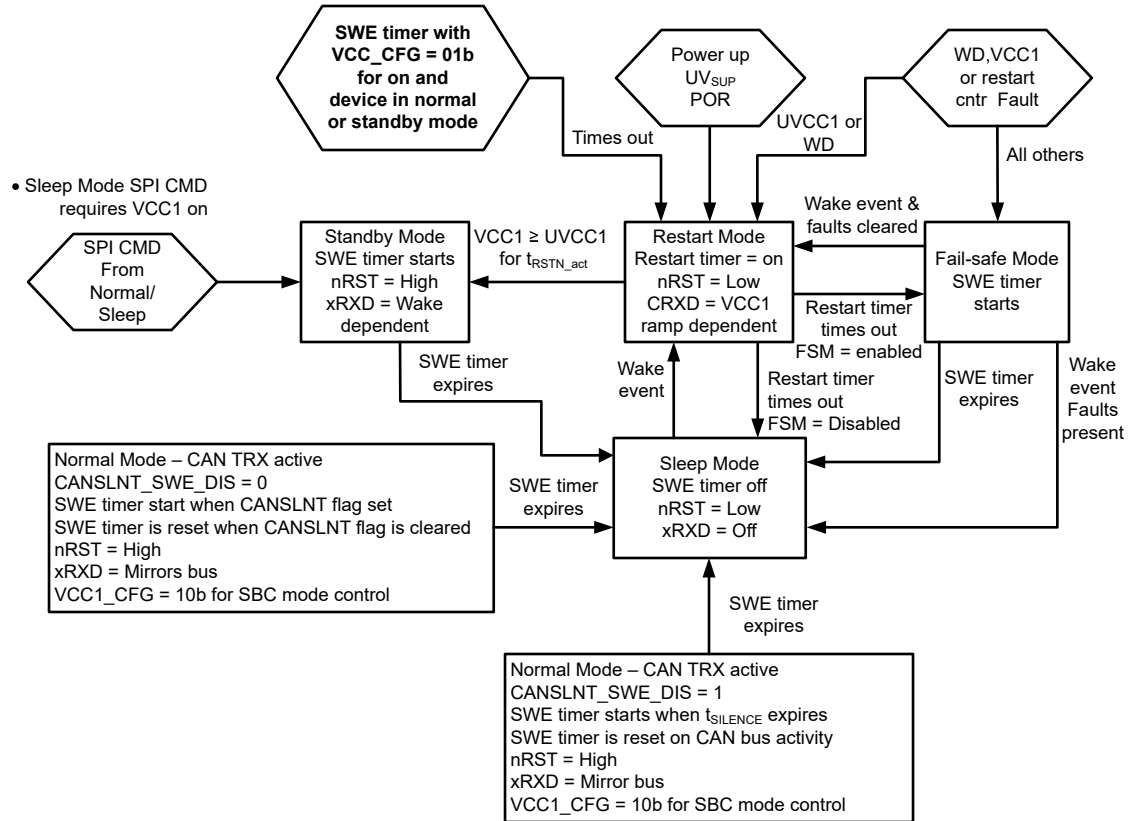 SWE timer with
VCC_CFG = 01b
for on and
device in normal
or standby mode
Power up
UVSUP
POR
WD,VCC1
or restart
cntr Fault
Times out
UVCC1 or
WD
All others
• Sleep Mode SPI CMD
requires VCC1 on
SPI CMD
From
Normal/
Sleep
Standby Mode
SWE timer starts
nRST = High
xRXD = Wake
dependent
VCC1 ≥ UVCC1
for tRSTN_act
Restart Mode
Restart timer = on
nRST = Low
CRXD = VCC1
ramp dependent
Wake event &
faults cleared
Fail-safe Mode
SWE timer
starts
Restart timer
times out
FSM = enabled
SWE timer
expires
Wake
event
Restart timer
times out
FSM = Disabled
SWE timer
expires
Wake
event
Faults
present
Normal Mode – CAN TRX active
CANSLNT_SWE_DIS = 0
SWE timer start when CANSLNT flag set
SWE timer is reset when CANSLNT flag is cleared
nRST = High
xRXD = Mirrors bus
VCC1_CFG = 10b for SBC mode control
SWE timer
expires
Sleep Mode
SWE timer off
nRST = Low
xRXD = Off
SWE timer
expires
Normal Mode – CAN TRX active
CANSLNT_SWE_DIS = 1
SWE timer starts when tSILENCE expires
SWE timer is reset on CAN bus activity
nRST = High
xRXD = Mirror bus
VCC1_CFG = 10b for SBC mode control